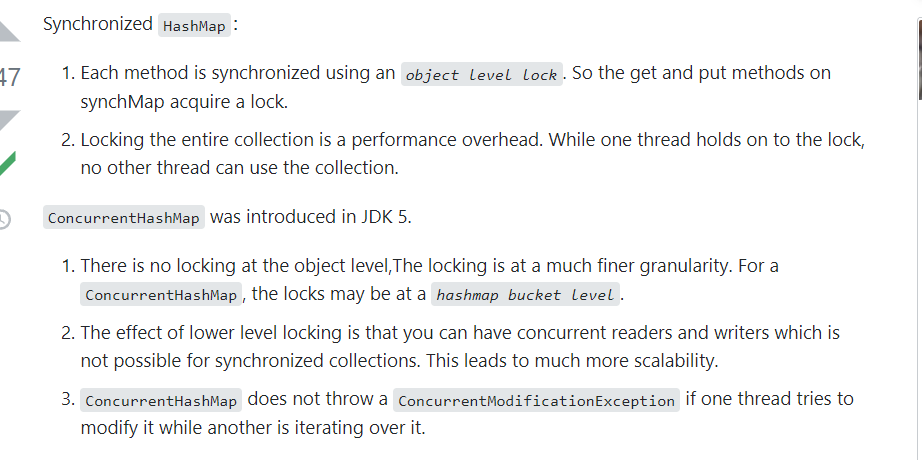 Synchronized HashMap:
1. Each method is synchronized using an object level lock. So the get and put methods on
synchMap acquire a lock.
47
2. Locking the entire collection is a performance overhead. While one thread holds on to the lock,
no other thread can use the collection.
ConcurrentHashMap was introduced in JDK 5.
1. There is no locking at the object level,The locking is at a much finer granularity. For a
ConcurrentHashMap, the locks may be at a hashmap bucket level.
2. The effect of lower level locking is that you can have concurrent readers and writers which is
not possible for synchronized collections. This leads to much more scalability.
3. ConcurrentHashMap does not throw a ConcurrentModificationException if one thread tries to
modify it while another is iterating over it.